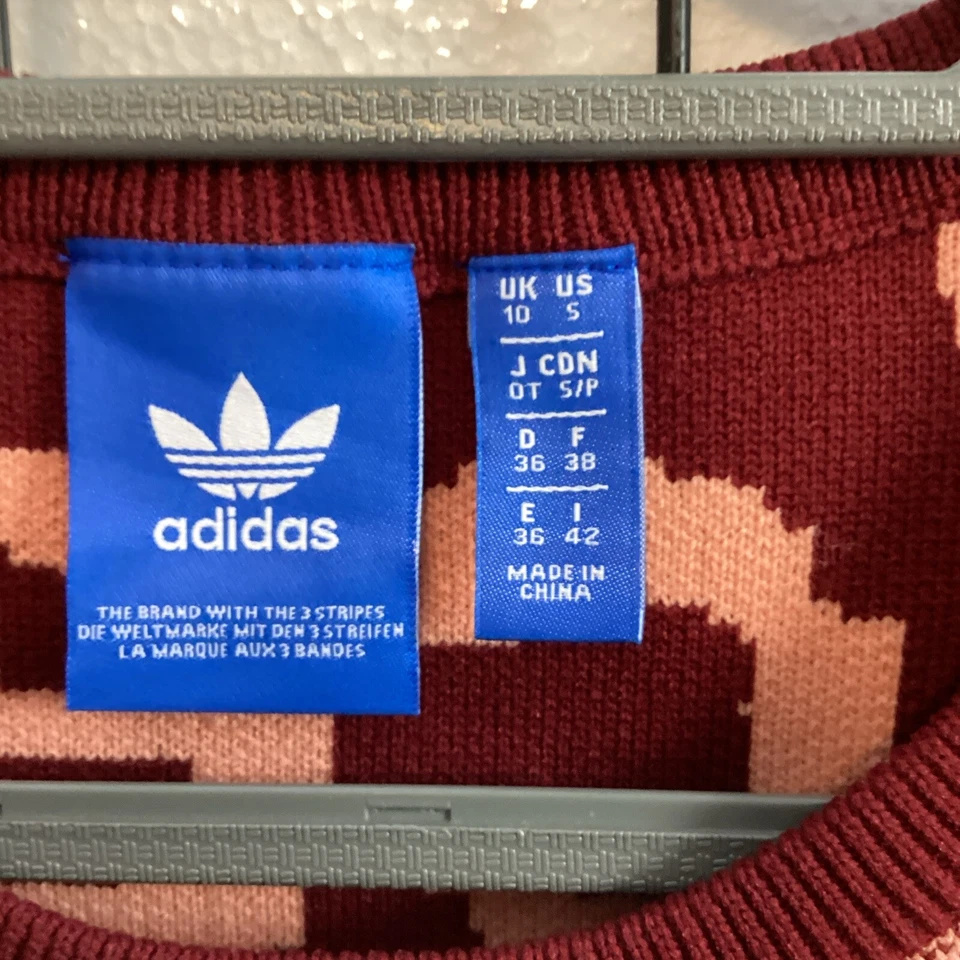 adidas
THE BRAND WITH THE 3 STRIPES
DIE WELTMARKE MIT DEN 3 STREIFEN
LA MARQUE AUX 3 BANDES
UK US
10 S
J CDN
OT S/P
D F
36 38
E I
36 42
MADE IN
CHINA